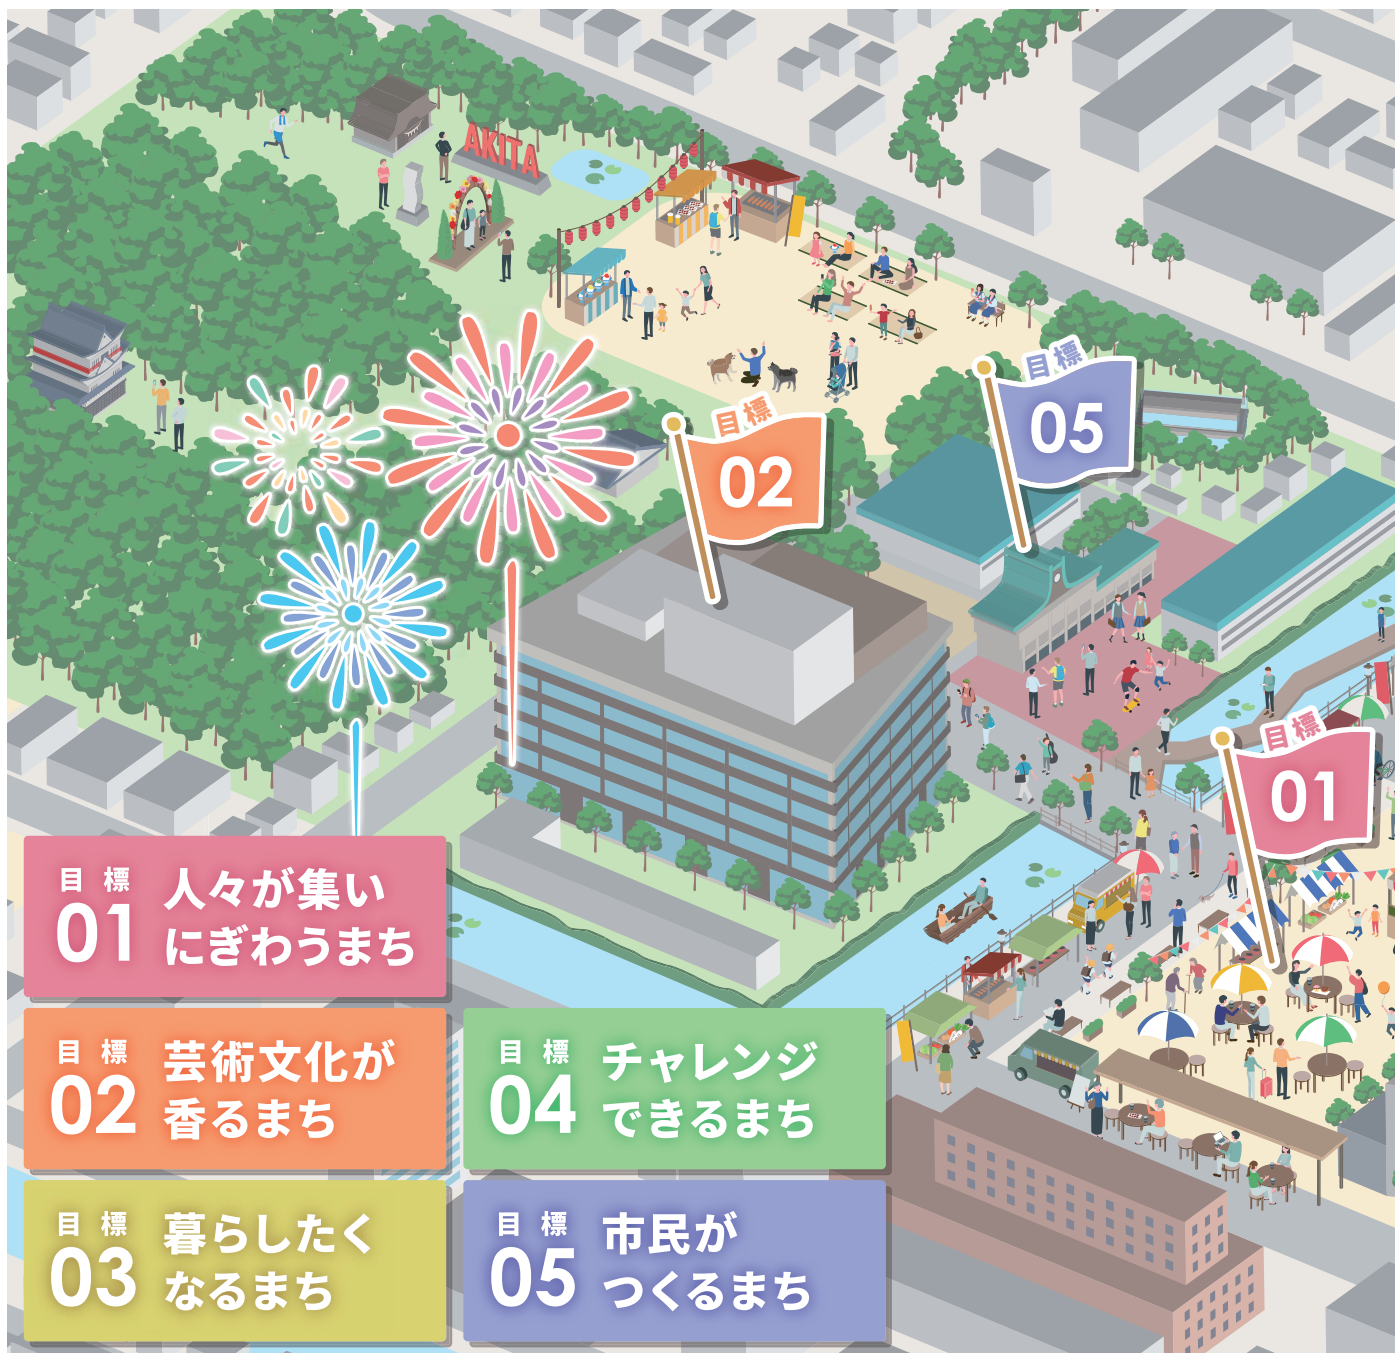 AKITA
目標
05
目標
02
目標
01
目標
01
人々が集い
にぎわうまち
目標
02
芸術文化が
香るまち
目標
03
暮らしたく
なるまち
目標
04
チャレンジ
できるまち
目標
05
市民が
つくるまち